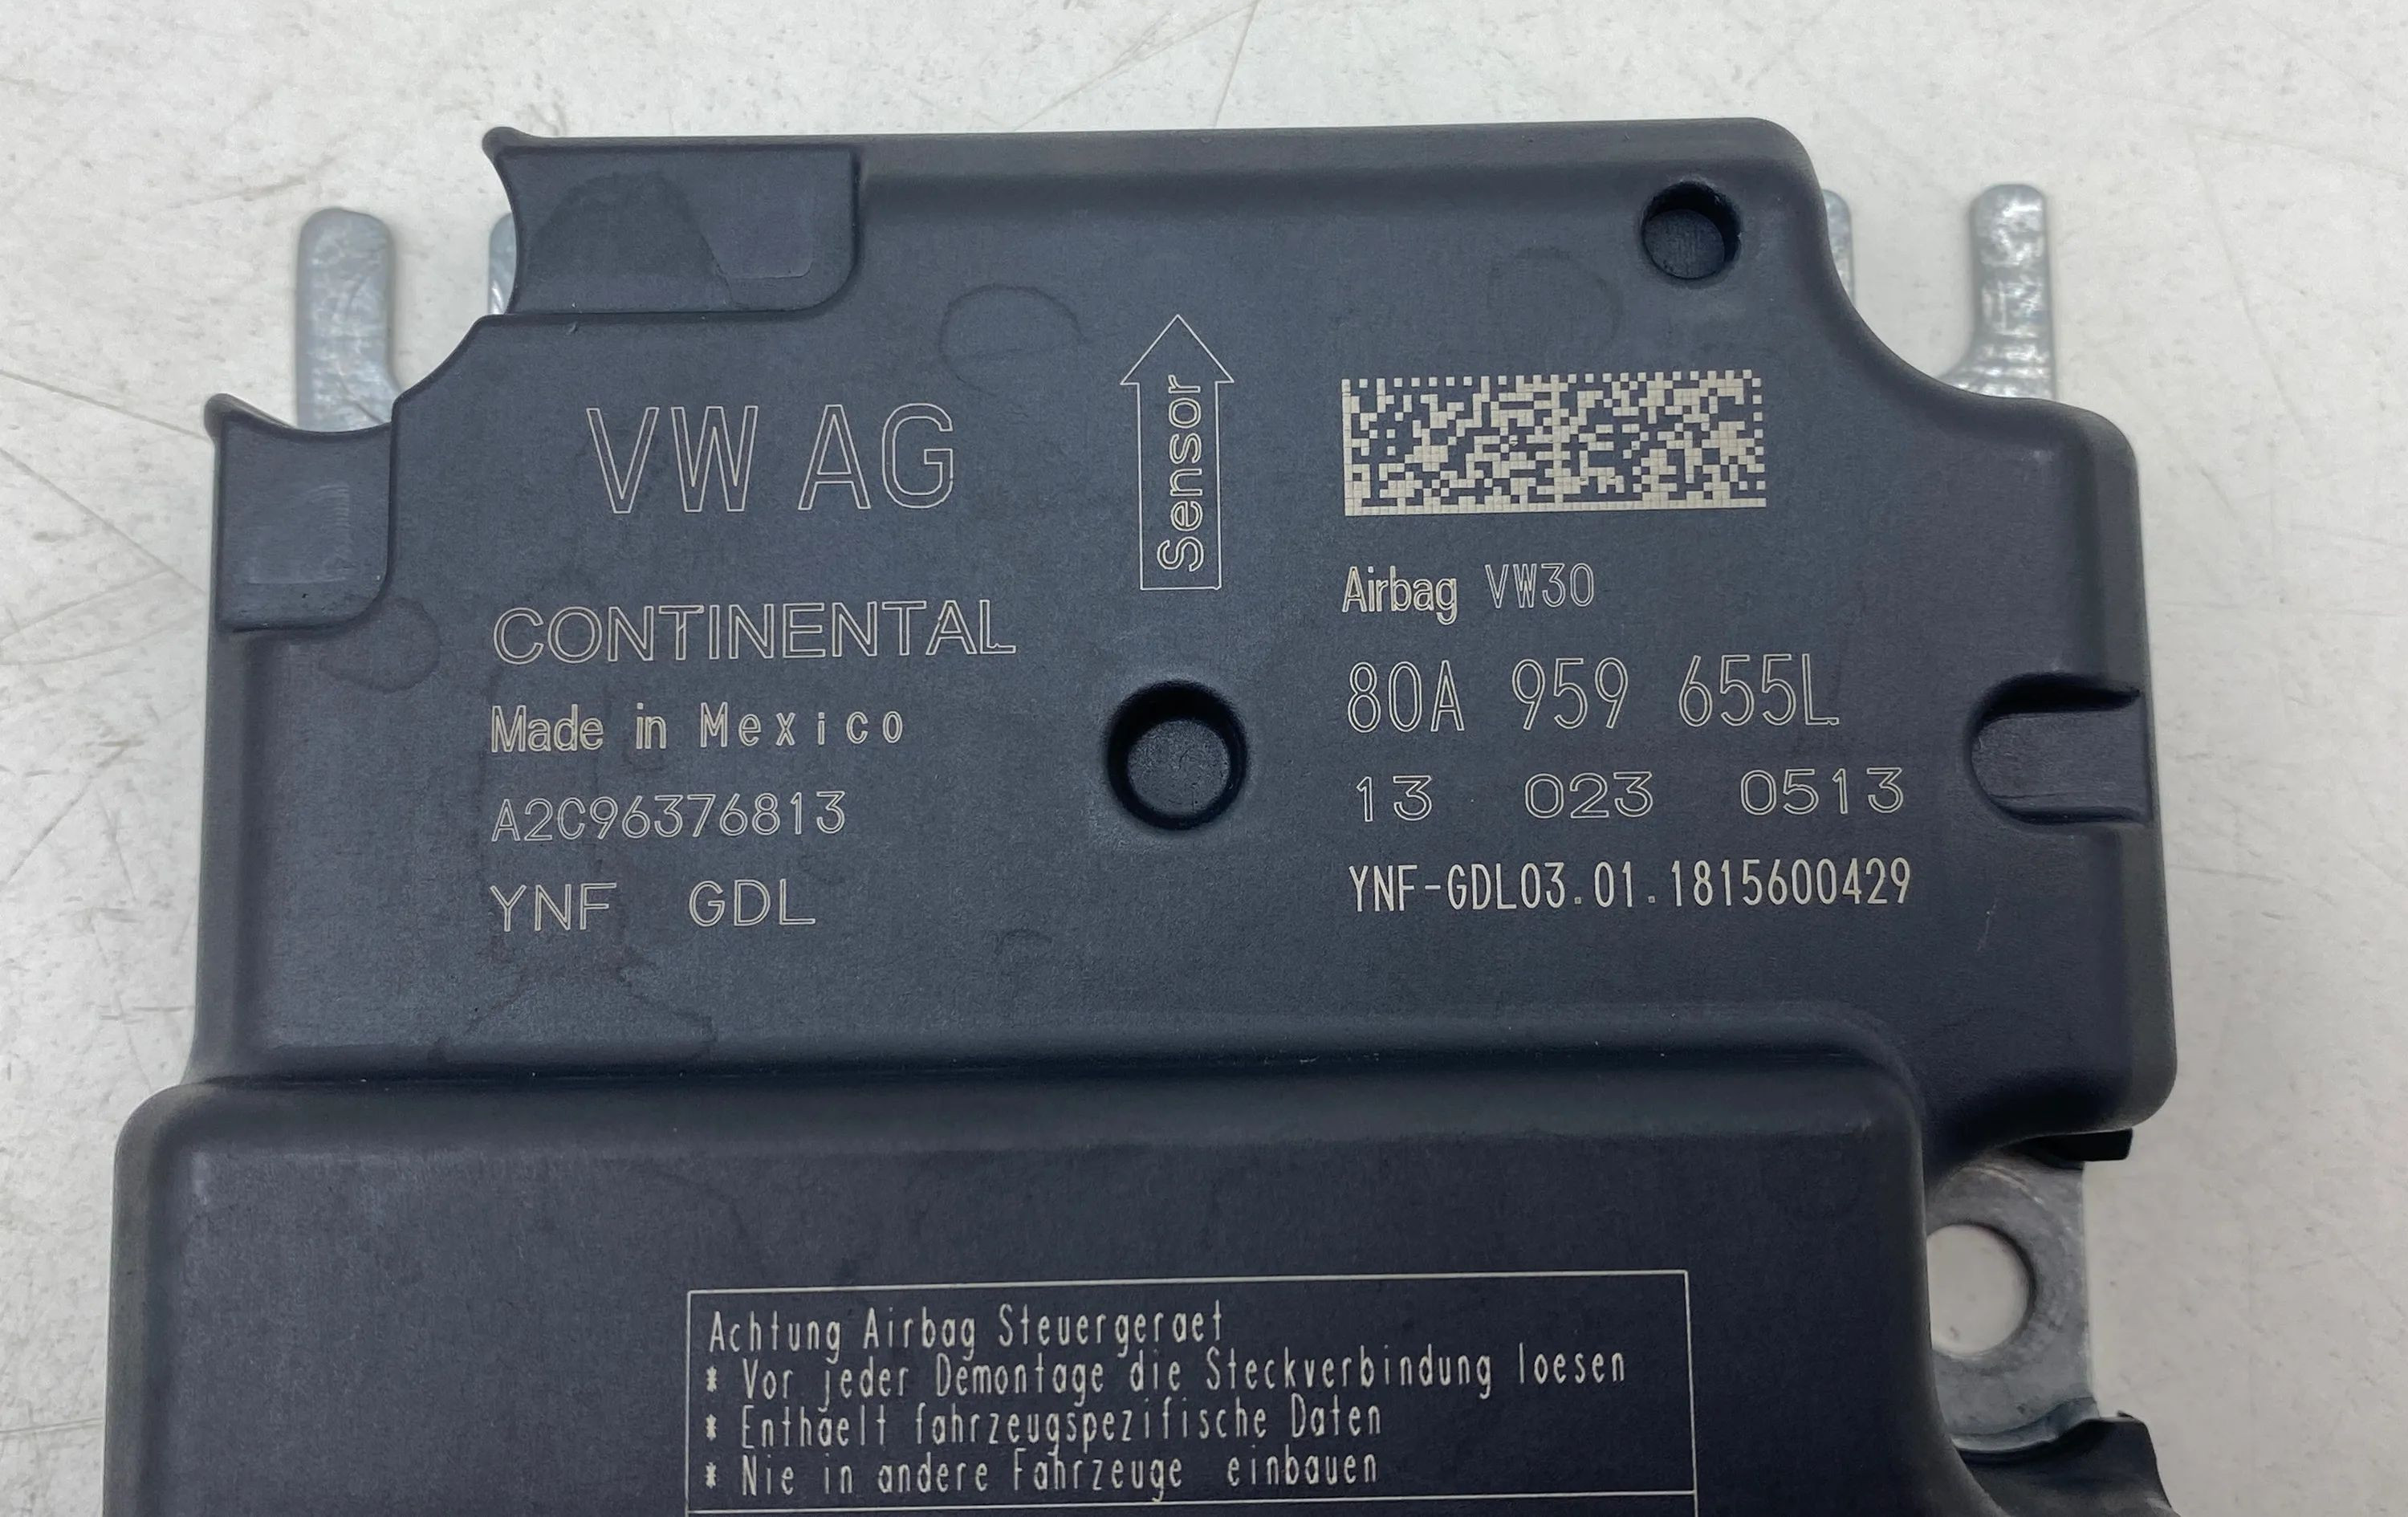 VW AG
Sensor
CONTINENTAL
Made in Mexico
A2C96376813
YNF GDL
Airbag VW30
80A 959 655L
13 023 0513
YNF-GDL03.01.1815600429
Achtung Airbag Steuergeraet
* Vor jeder Demontage die Steckverbindung loesen
* Enthaelt fahrzeugspezifische Daten
* Nie in andere Fahrzeuge einbauen